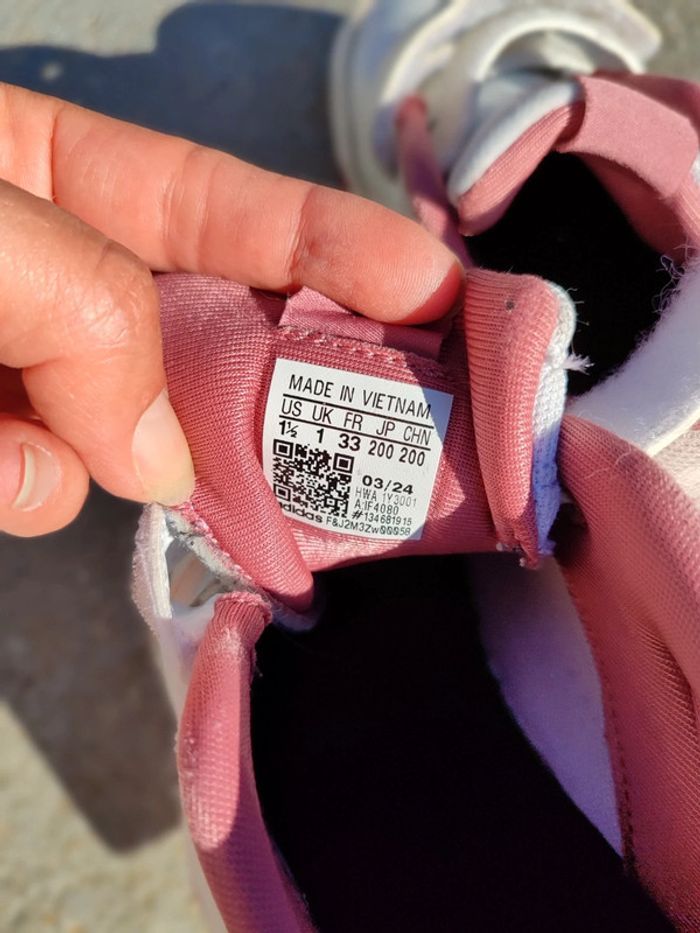 MADE IN VIETNAM
US UK FR JP CHN
1½ 1 33 200 200
03/24
HWA 1Y3001
A:IF4080
#134681915
adidas F&J2M3Zw00058